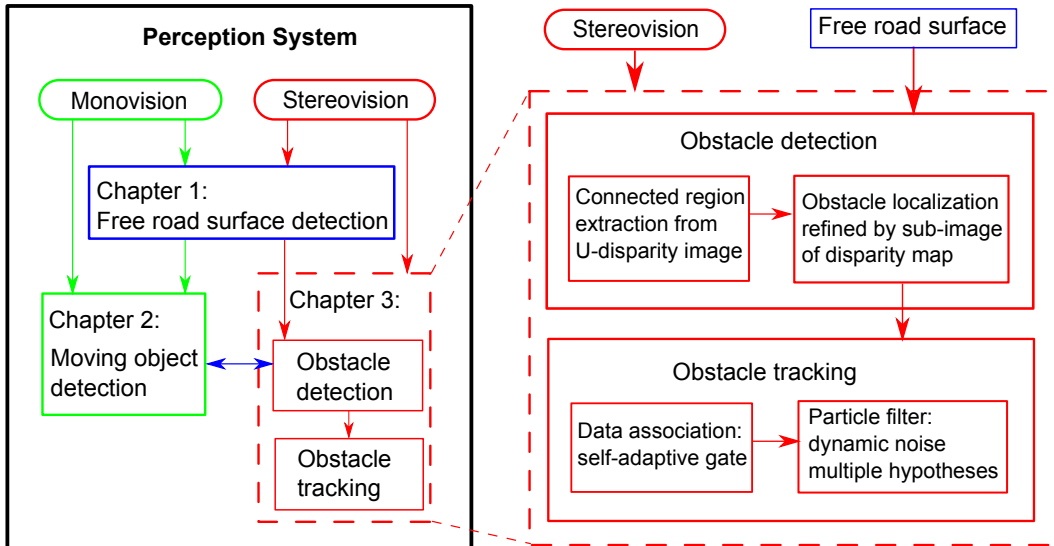 Perception System
Monovision
Stereovision
Chapter 1:
Free road surface detection
Chapter 2:
Moving object
detection
Chapter 3:
Obstacle
detection
Obstacle
tracking
Stereovision
Free road surface
Obstacle detection
Connected region
extraction from
U-disparity image
Obstacle localization
refined by sub-image
of disparity map
Obstacle tracking
Data association:
self-adaptive gate
Particle filter:
dynamic noise
multiple hypotheses